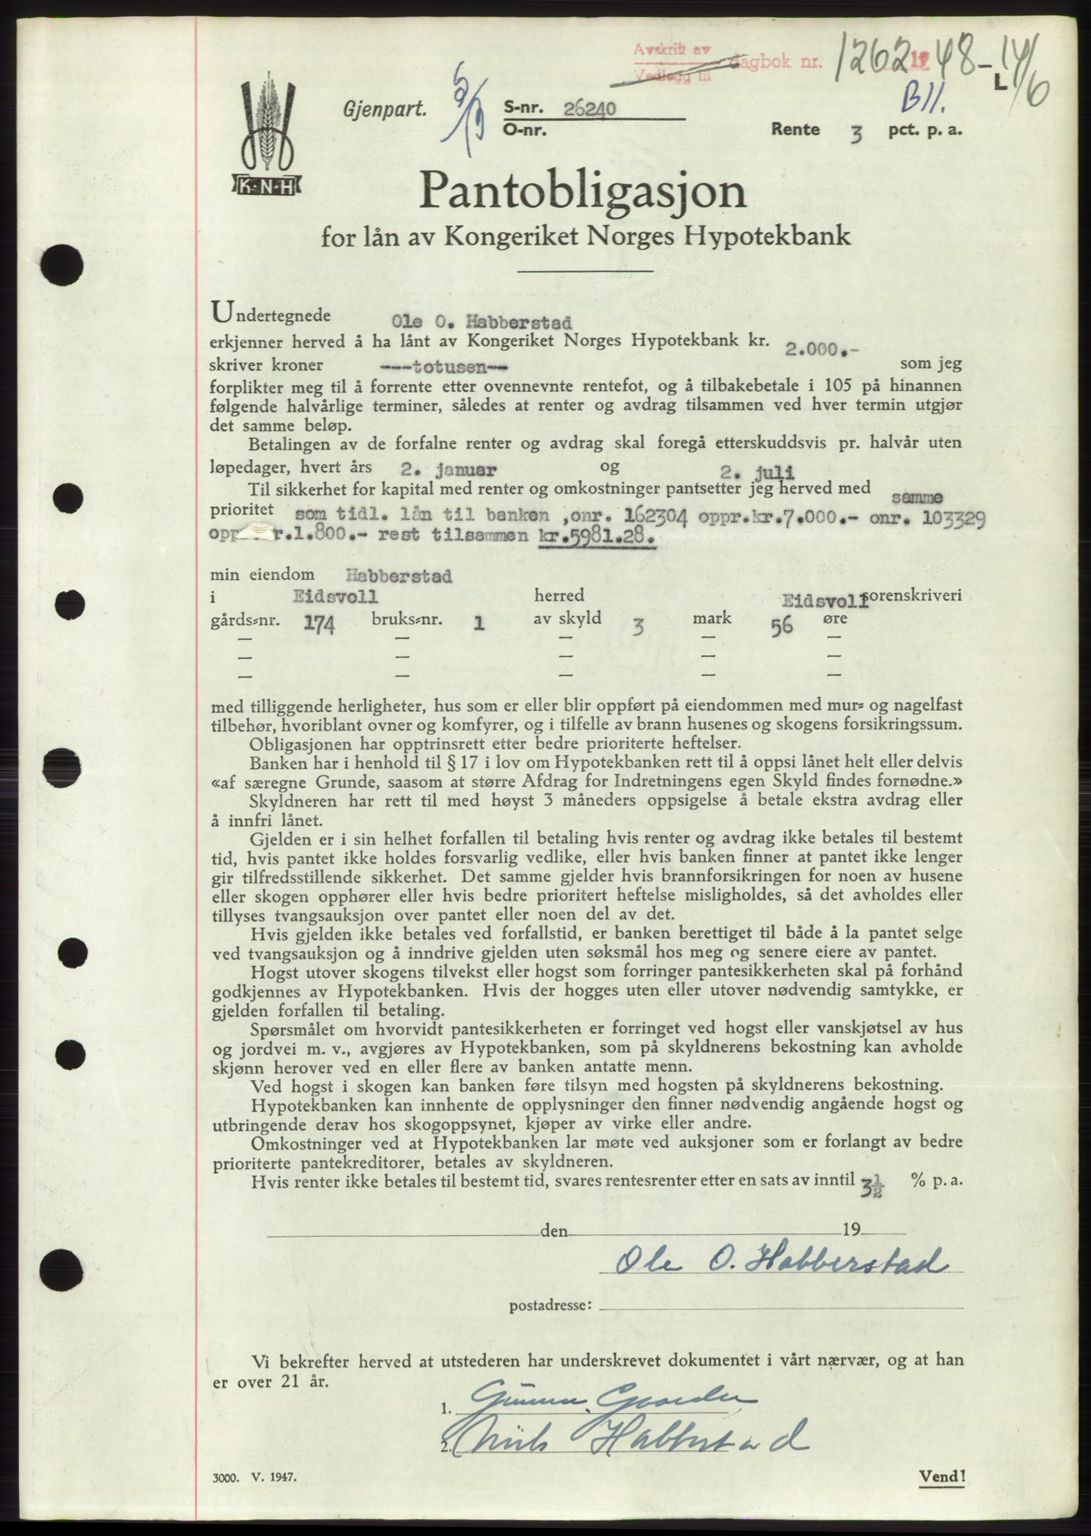 Avskrift av
Vedlegg til dagbok nr. 1262 1948-14/6
L
B11.
5/9
Gjenpart.
S-nr. 26240
O-nr.
Rente 3 pct. p. a.
K·N·H
Pantobligasjon
for lån av Kongeriket Norges Hypotekbank
Undertegnede Ole O. Habberstad
erkjenner herved å ha lånt av Kongeriket Norges Hypotekbank kr. 2.000.-
skriver kroner ---totusen-- som jeg
forplikter meg til å forrente etter ovennevnte rentefot, og å tilbakebetale i 105 på hinannen
følgende halvårlige terminer, således at renter og avdrag tilsammen ved hver termin utgjør
det samme beløp.
Betalingen av de forfalne renter og avdrag skal foregå etterskuddsvis pr. halvår uten
løpedager, hvert års 2. januar og 2. juli
Til sikkerhet for kapital med renter og omkostninger pantsetter jeg herved med samme
prioritet som tidl. lån til banken ,onr. 162304 oppr.kr.7.000.- onr. 103329
opp r.1.800.- rest tilsammen kr.5981.28.
min eiendom Habberstad
i Eidsvoll herred Eidsvoll sorenskriveri
gårds-nr. 174 bruks-nr. 1 av skyld 3 mark 56 øre
— — — — —
— — — — —
— — — — —
med tilliggende herligheter, hus som er eller blir oppført på eiendommen med mur- og nagelfast
tilbehør, hvoriblant ovner og komfyrer, og i tilfelle av brann husenes og skogens forsikringssum.
Obligasjonen har opptrinsrett etter bedre prioriterte heftelser.
Banken har i henhold til § 17 i lov om Hypotekbanken rett til å oppsi lånet helt eller delvis
«af særegne Grunde, saasom at større Afdrag for Indretningens egen Skyld findes fornødne.»
Skyldneren har rett til med høyst 3 måneders oppsigelse å betale ekstra avdrag eller
å innfri lånet.
Gjelden er i sin helhet forfallen til betaling hvis renter og avdrag ikke betales til bestemt
tid, hvis pantet ikke holdes forsvarlig vedlike, eller hvis banken finner at pantet ikke lenger
gir tilfredsstillende sikkerhet. Det samme gjelder hvis brannforsikringen for noen av husene
eller skogen opphører eller hvis bedre prioritert heftelse misligholdes, så det avholdes eller
tillyses tvangsauksjon over pantet eller noen del av det.
Hvis gjelden ikke betales ved forfallstid, er banken berettiget til både å la pantet selge
ved tvangsauksjon og å inndrive gjelden uten søksmål hos meg og senere eiere av pantet.
Hogst utover skogens tilvekst eller hogst som forringer pantesikkerheten skal på forhånd
godkjennes av Hypotekbanken. Hvis der hogges uten eller utover nødvendig samtykke, er
gjelden forfallen til betaling.
Spørsmålet om hvorvidt pantesikkerheten er forringet ved hogst eller vanskjøtsel av hus
og jordvei m. v., avgjøres av Hypotekbanken, som på skyldnerens bekostning kan avholde
skjønn herover ved en eller flere av banken antatte menn.
Ved hogst i skogen kan banken føre tilsyn med hogsten på skyldnerens bekostning.
Hypotekbanken kan innhente de opplysninger den finner nødvendig angående hogst og
utbringende derav hos skogoppsynet, kjøper av virke eller andre.
Omkostninger ved at Hypotekbanken lar møte ved auksjoner som er forlangt av bedre
prioriterte pantekreditorer, betales av skyldneren.
Hvis renter ikke betales til bestemt tid, svares rentesrenter etter en sats av inntil 3½ % p. a.
den 19
Ole O. Habberstad
postadresse:
Vi bekrefter herved at utstederen har underskrevet dokumentet i vårt nærvær, og at han
er over 21 år.
1. Gunnar Gaarder
2. Nils Habberstad
3000. V. 1947.
Vend!